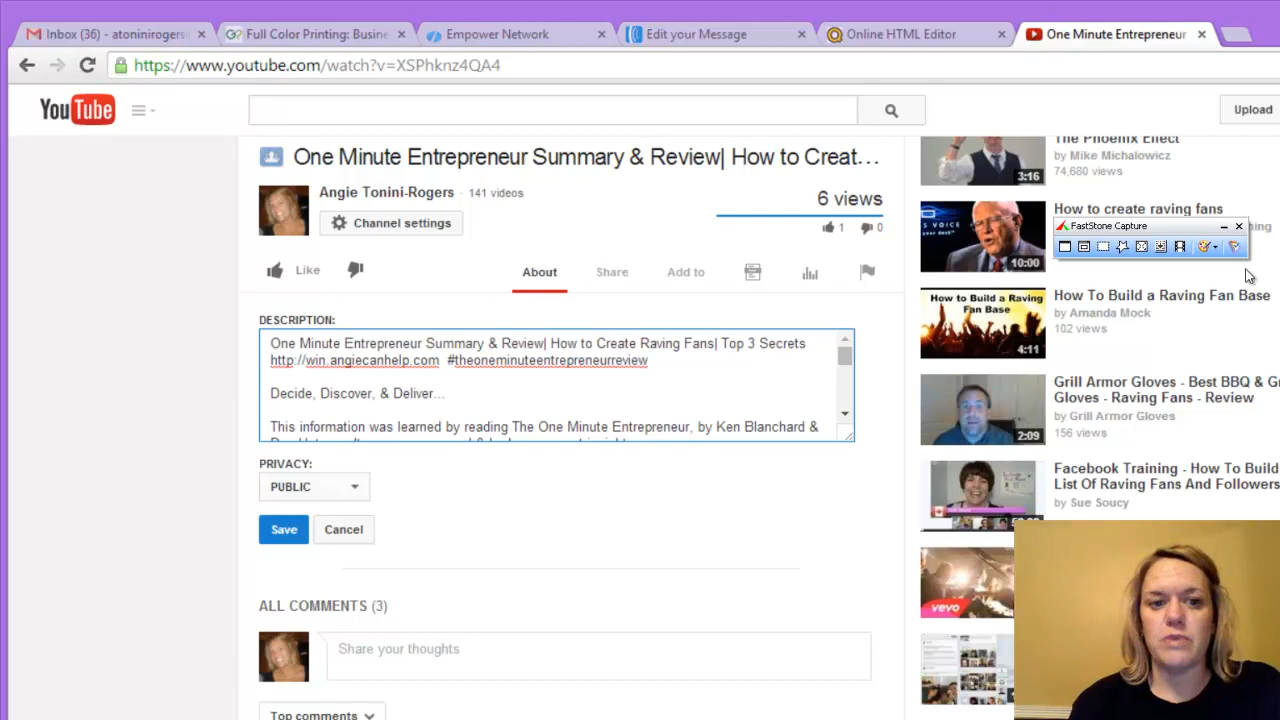 Inbox (36) - atoninirogers
Full Color Printing: Busine
Empower Network
Edit your Message
Online HTML Editor
One Minute Entrepreneur
https://www.youtube.com/watch?v=XSPhknz4QA4
YouTube
Upload
One Minute Entrepreneur Summary & Review| How to Creat…
Angie Tonini-Rogers · 141 videos
6 views
Channel settings
1 0
Like
About
Share
Add to
DESCRIPTION:
One Minute Entrepreneur Summary & Review| How to Create Raving Fans| Top 3 Secrets
http://win.angiecanhelp.com #theoneminuteentrepreneurreview
Decide, Discover, & Deliver...
This information was learned by reading The One Minute Entrepreneur, by Ken Blanchard &
PRIVACY:
PUBLIC
Save
Cancel
ALL COMMENTS (3)
Share your thoughts
Top comments
The Phoenix Effect
by Mike Michalowicz
74,680 views
3:16
How to create raving fans
FastStone Capture
hing
S VOICE
your desk
10:00
How To Build a Raving Fan Base
by Amanda Mock
102 views
How to Build a Raving
Fan Base
4:11
Grill Armor Gloves - Best BBQ & G
Gloves - Raving Fans - Review
by Grill Armor Gloves
156 views
2:09
Facebook Training - How To Build
List Of Raving Fans And Followers
by Sue Soucy
vevo